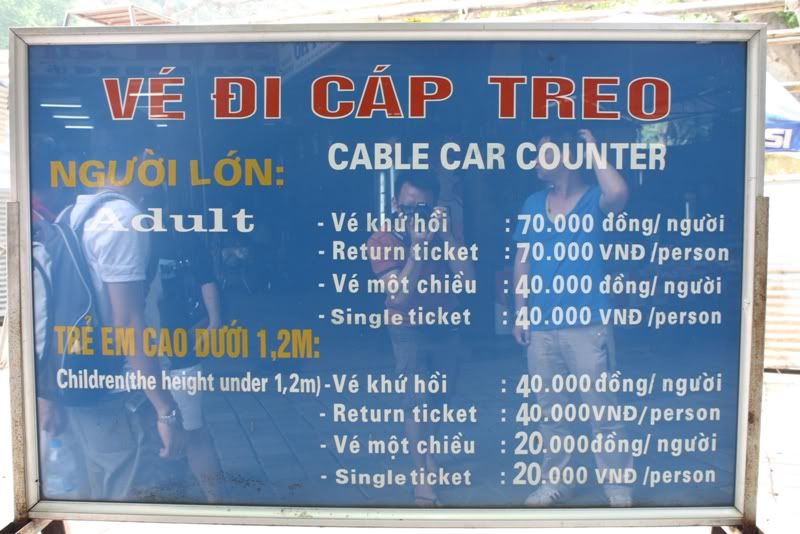 VÉ ĐI CÁP TREO
CABLE CAR COUNTER
NGƯỜI LỚN:
Adult
- Vé khứ hồi : 70.000 đồng/ người
- Return ticket : 70.000 VNĐ/person
- Vé một chiều : 40.000 đồng/ người
- Single ticket : 40.000 VNĐ/person
TRẺ EM CAO DƯỚI 1,2M:
Children(the height under 1,2m) - Vé khứ hồi : 40.000 đồng/ người
- Return ticket : 40.000VNĐ/person
- Vé một chiều : 20.000đồng/ người
- Single ticket : 20.000 VNĐ/person